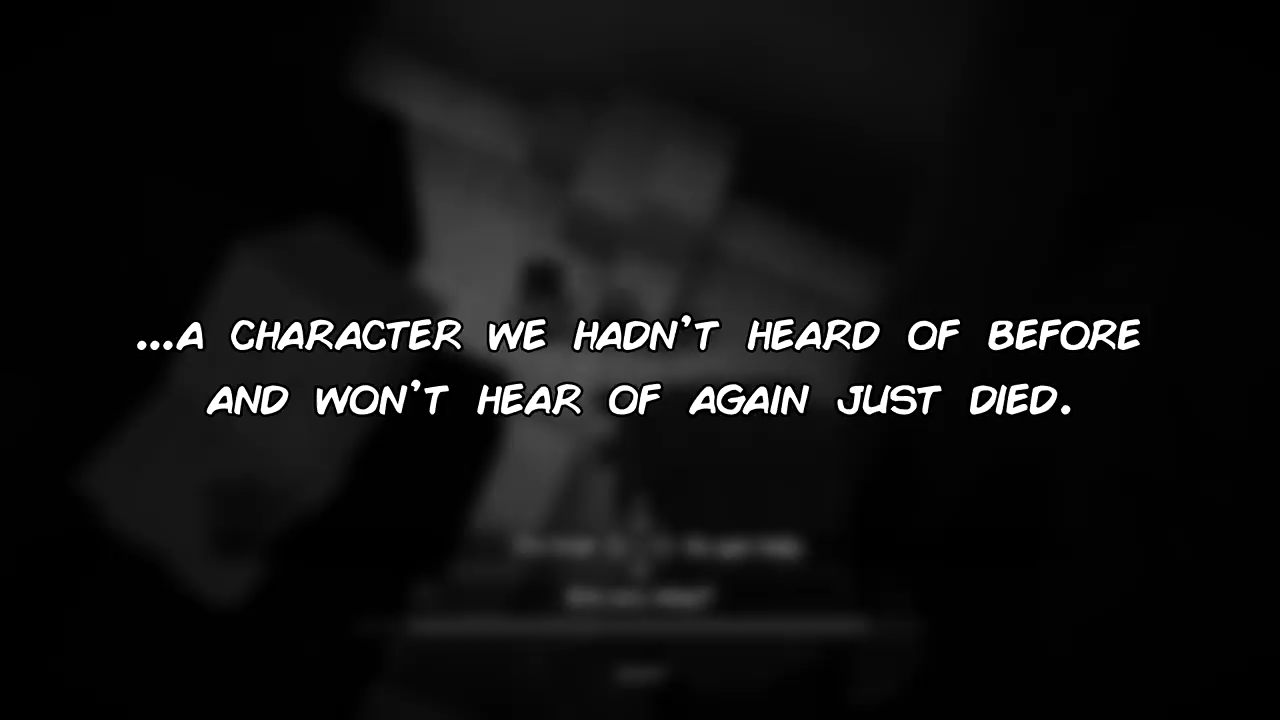 ...A CHARACTER WE HADN'T HEARD OF BEFORE
AND WON'T HEAR OF AGAIN JUST DIED.